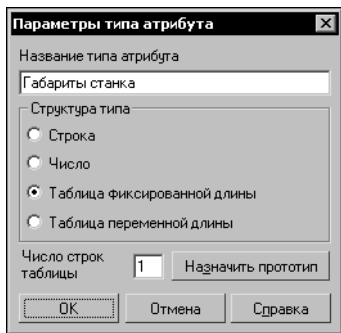 Параметры типа атрибута
Название типа атрибута
Габариты станка
Структура типа
Строка
Число
Таблица фиксированной длины
Таблица переменной длины
Число строк
таблицы
1
Назначить прототип
OK
Отмена
Справка